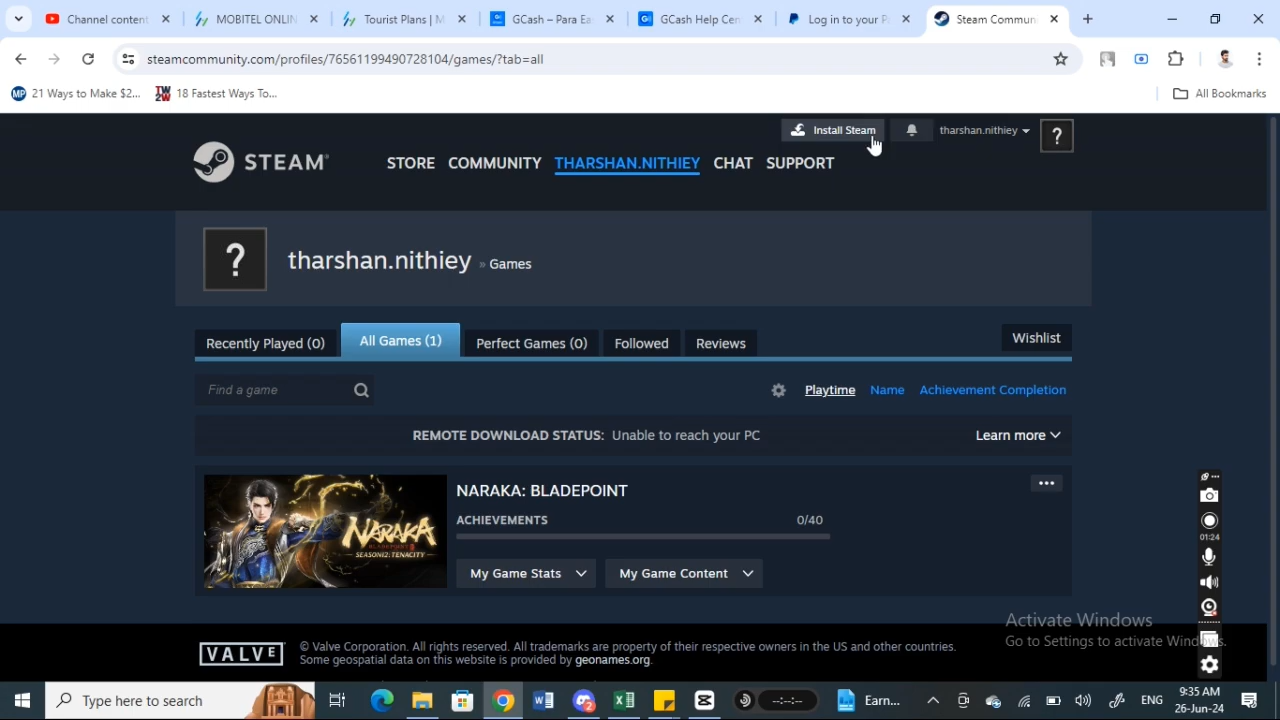 Channel content
MOBITEL ONLIN
Tourist Plans | M
GCash – Para Ea
GCash Help Cen
Log in to your P
Steam Commun
steamcommunity.com/profiles/76561199490728104/games/?tab=all
MP 21 Ways to Make $2...
18 Fastest Ways To...
All Bookmarks
Install Steam
tharshan.nithiey
?
STEAM
STORE COMMUNITY THARSHAN.NITHIEY CHAT SUPPORT
?
tharshan.nithiey » Games
Recently Played (0)
All Games (1)
Perfect Games (0)
Followed
Reviews
Wishlist
Find a game
Playtime
Name
Achievement Completion
REMOTE DOWNLOAD STATUS: Unable to reach your PC
Learn more
NARAKA: BLADEPOINT
NARAKA
BLADEPOINT
SEASON12: TENACITY
ACHIEVEMENTS
0/40
My Game Stats
My Game Content
01:24
Activate Windows
Go to Settings to activate Windows.
VALVE
© Valve Corporation. All rights reserved. All trademarks are property of their respective owners in the US and other countries.
Some geospatial data on this website is provided by geonames.org.
Type here to search
--:--:--
Earn...
ENG
9:35 AM
26-Jun-24